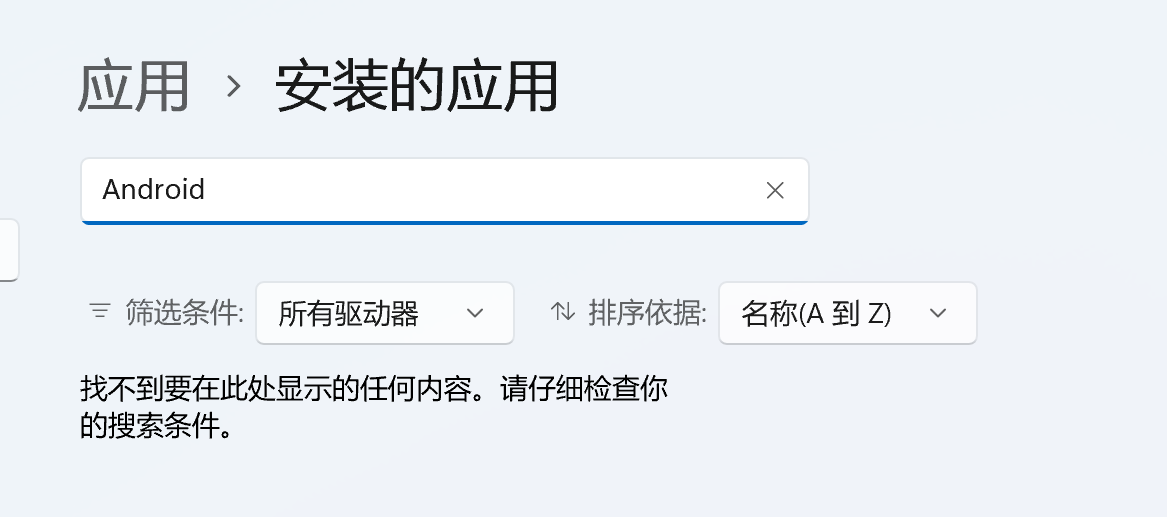 应用 > 安装的应用
Android
筛选条件: 所有驱动器 排序依据: 名称(A 到 Z)
找不到要在此处显示的任何内容。请仔细检查你
的搜索条件。